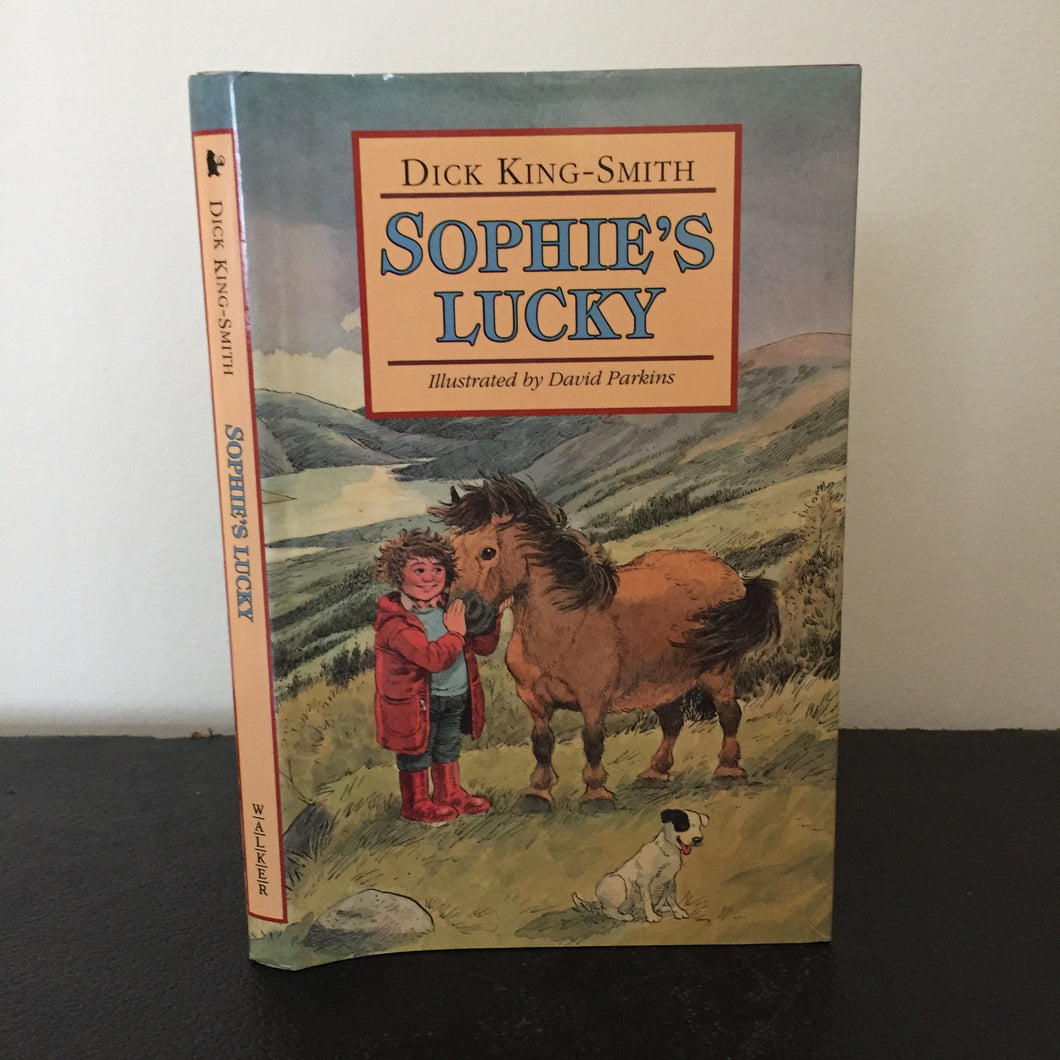 DICK KING-SMITH
SOPHIE'S
LUCKY
Illustrated by David Parkins
DICK KING-SMITH
SOPHIE'S LUCKY
WALKER